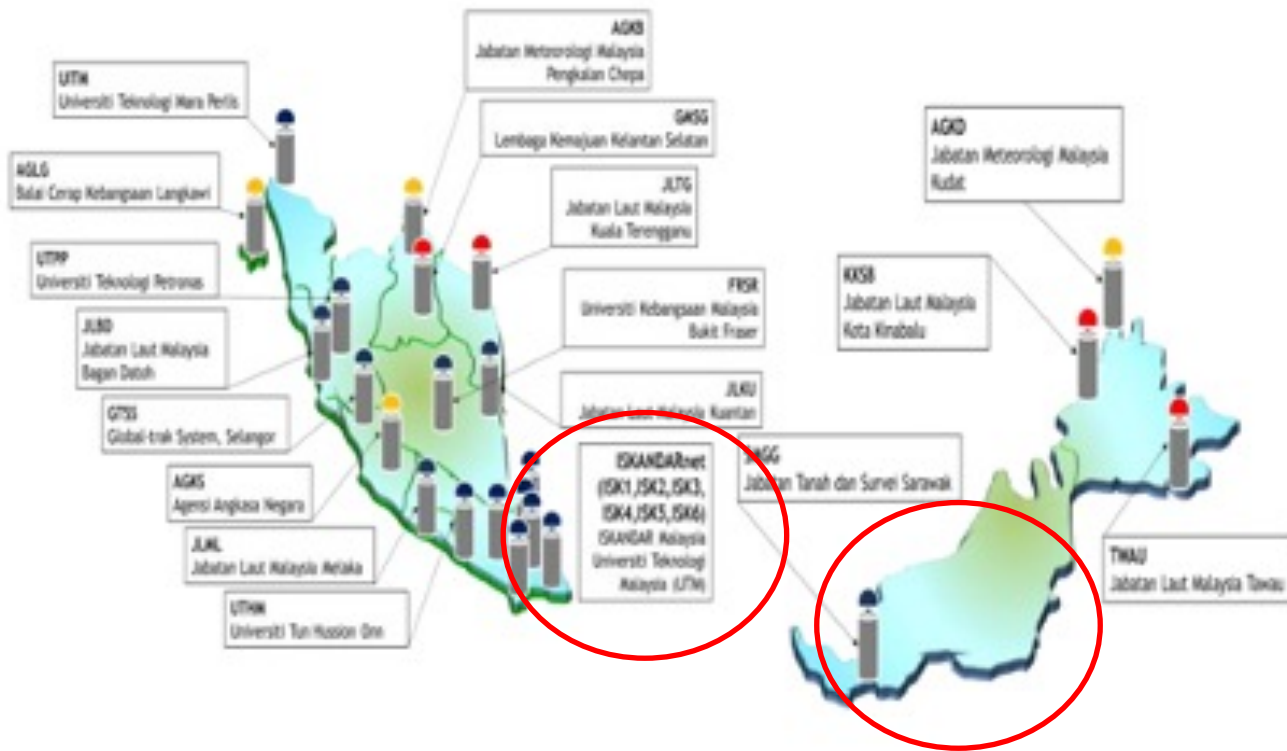 AGKB
Jabatan Meteorologi Malaysia
Pengkalan Chepa
UITM
Universiti Teknologi Mara Perlis
GMSG
Lembaga Kemajuan Kelantan Selatan
AGKD
Jabatan Meteorologi Malaysia
Kudat
AGLG
Balai Cerap Kebangsaan Langkawi
JLTG
Jabatan Laut Malaysia
Kuala Terengganu
UTPP
Universiti Teknologi Petronas
FRSR
Universiti Kebangsaan Malaysia
Bukit Fraser
KKSB
Jabatan Laut Malaysia
Kota Kinabalu
JLBD
Jabatan Laut Malaysia
Bagan Datoh
JLKU
Jabatan Laut Malaysia Kuantan
GTSS
Global-trak System, Selangor
ISKANDARnet
(ISK1,ISK2,ISK3,
ISK4,ISK5,ISK6)
ISKANDAR Malaysia
Universiti Teknologi
Malaysia (UTM)
Jabatan Tanah dan Survei Sarawak
AGKS
Agensi Angkasa Negara
JLML
Jabatan Laut Malaysia Melaka
TWAU
Jabatan Laut Malaysia Tawau
UTHM
Universiti Tun Hussion Onn